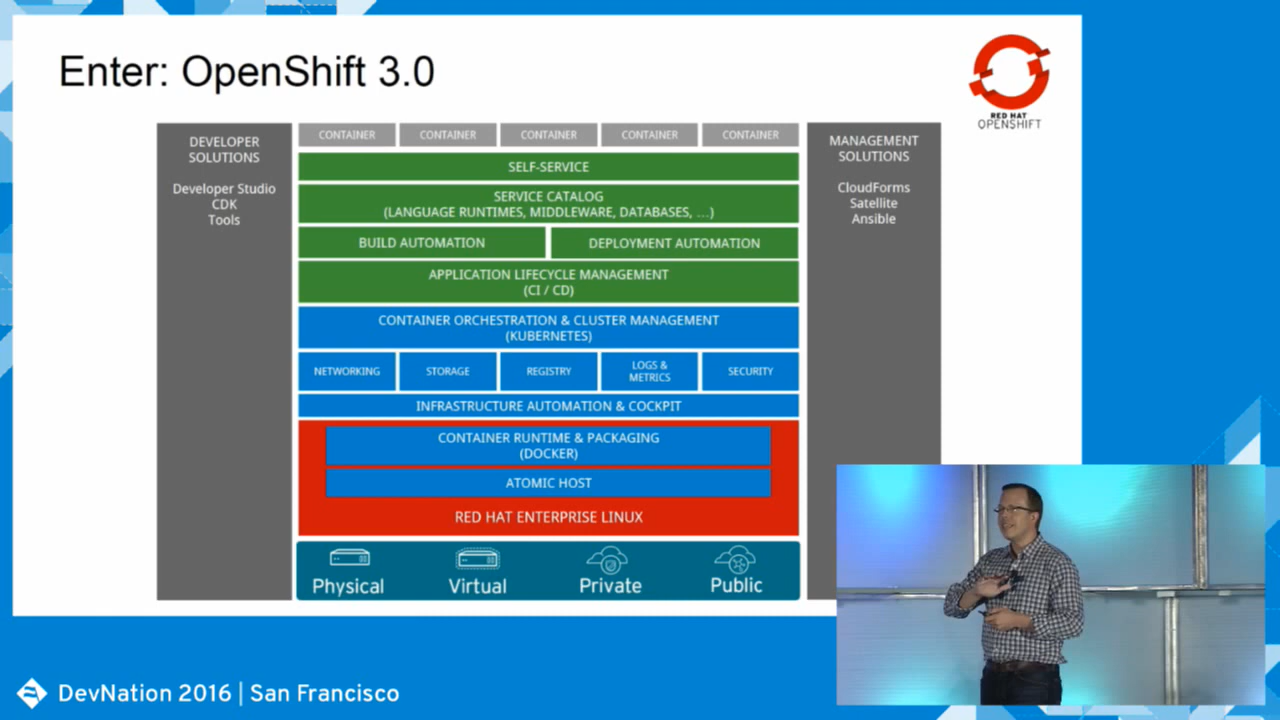 Enter: OpenShift 3.0
RED HAT
OPENSHIFT
DEVELOPER
SOLUTIONS
Developer Studio
CDK
Tools
CONTAINER
CONTAINER
CONTAINER
CONTAINER
CONTAINER
SELF-SERVICE
SERVICE CATALOG
(LANGUAGE RUNTIMES, MIDDLEWARE, DATABASES, ...)
BUILD AUTOMATION
DEPLOYMENT AUTOMATION
APPLICATION LIFECYCLE MANAGEMENT
(CI / CD)
CONTAINER ORCHESTRATION & CLUSTER MANAGEMENT
(KUBERNETES)
NETWORKING
STORAGE
REGISTRY
LOGS &
METRICS
SECURITY
INFRASTRUCTURE AUTOMATION & COCKPIT
CONTAINER RUNTIME & PACKAGING
(DOCKER)
ATOMIC HOST
RED HAT ENTERPRISE LINUX
Physical
Virtual
Private
Public
MANAGEMENT
SOLUTIONS
CloudForms
Satellite
Ansible
DevNation 2016 | San Francisco